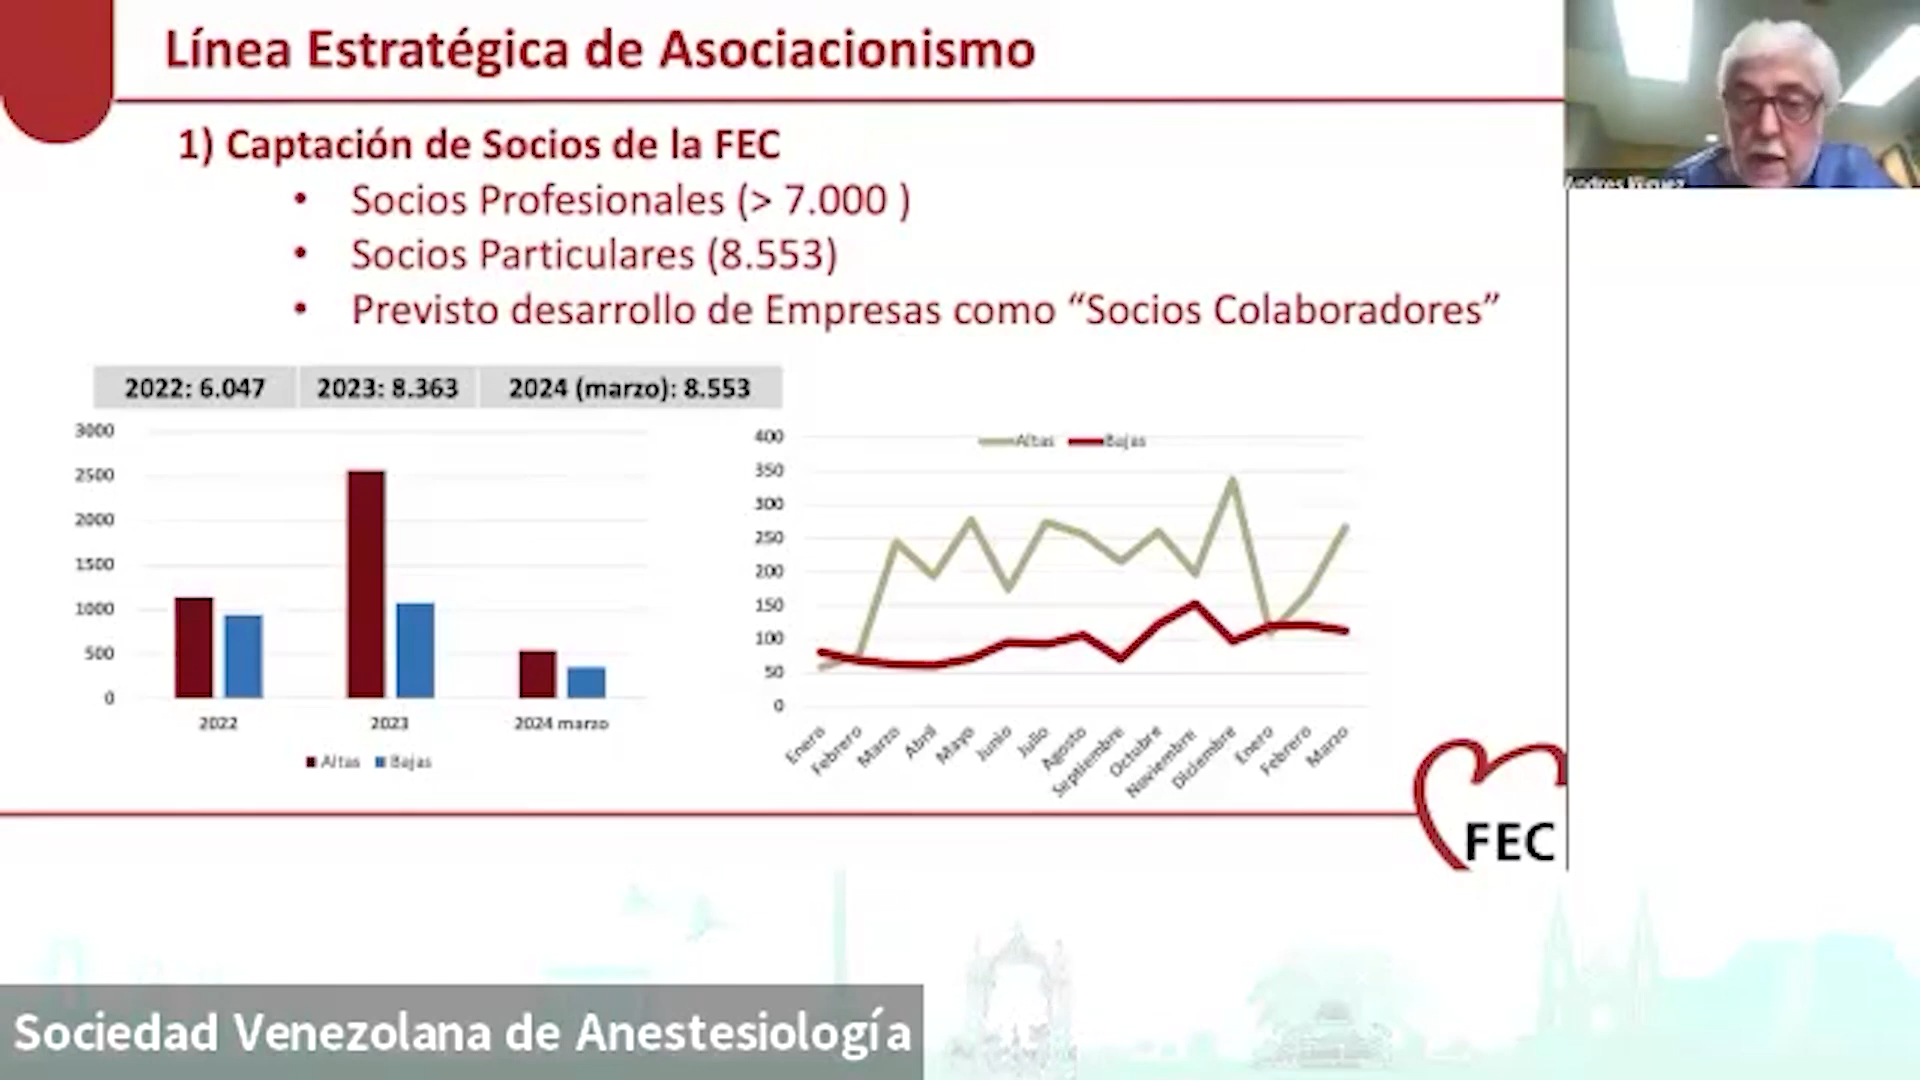 Línea Estratégica de Asociacionismo
1) Captación de Socios de la FEC
• Socios Profesionales (> 7.000 )
• Socios Particulares (8.553)
• Previsto desarrollo de Empresas como “Socios Colaboradores”
2022: 6.047 2023: 8.363 2024 (marzo): 8.553
3000
2500
2000
1500
1000
500
0
2022 2023 2024 marzo
Altas Bajas
Altas Bajas
400
350
300
250
200
150
100
50
0
Enero Febrero Marzo Abril Mayo Junio Julio Agosto Septiembre Octubre Noviembre Diciembre Enero Febrero Marzo
FEC
Sociedad Venezolana de Anestesiología